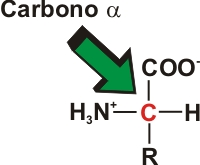 Carbono α
COO⁻
H₃N⁺—C—H
R